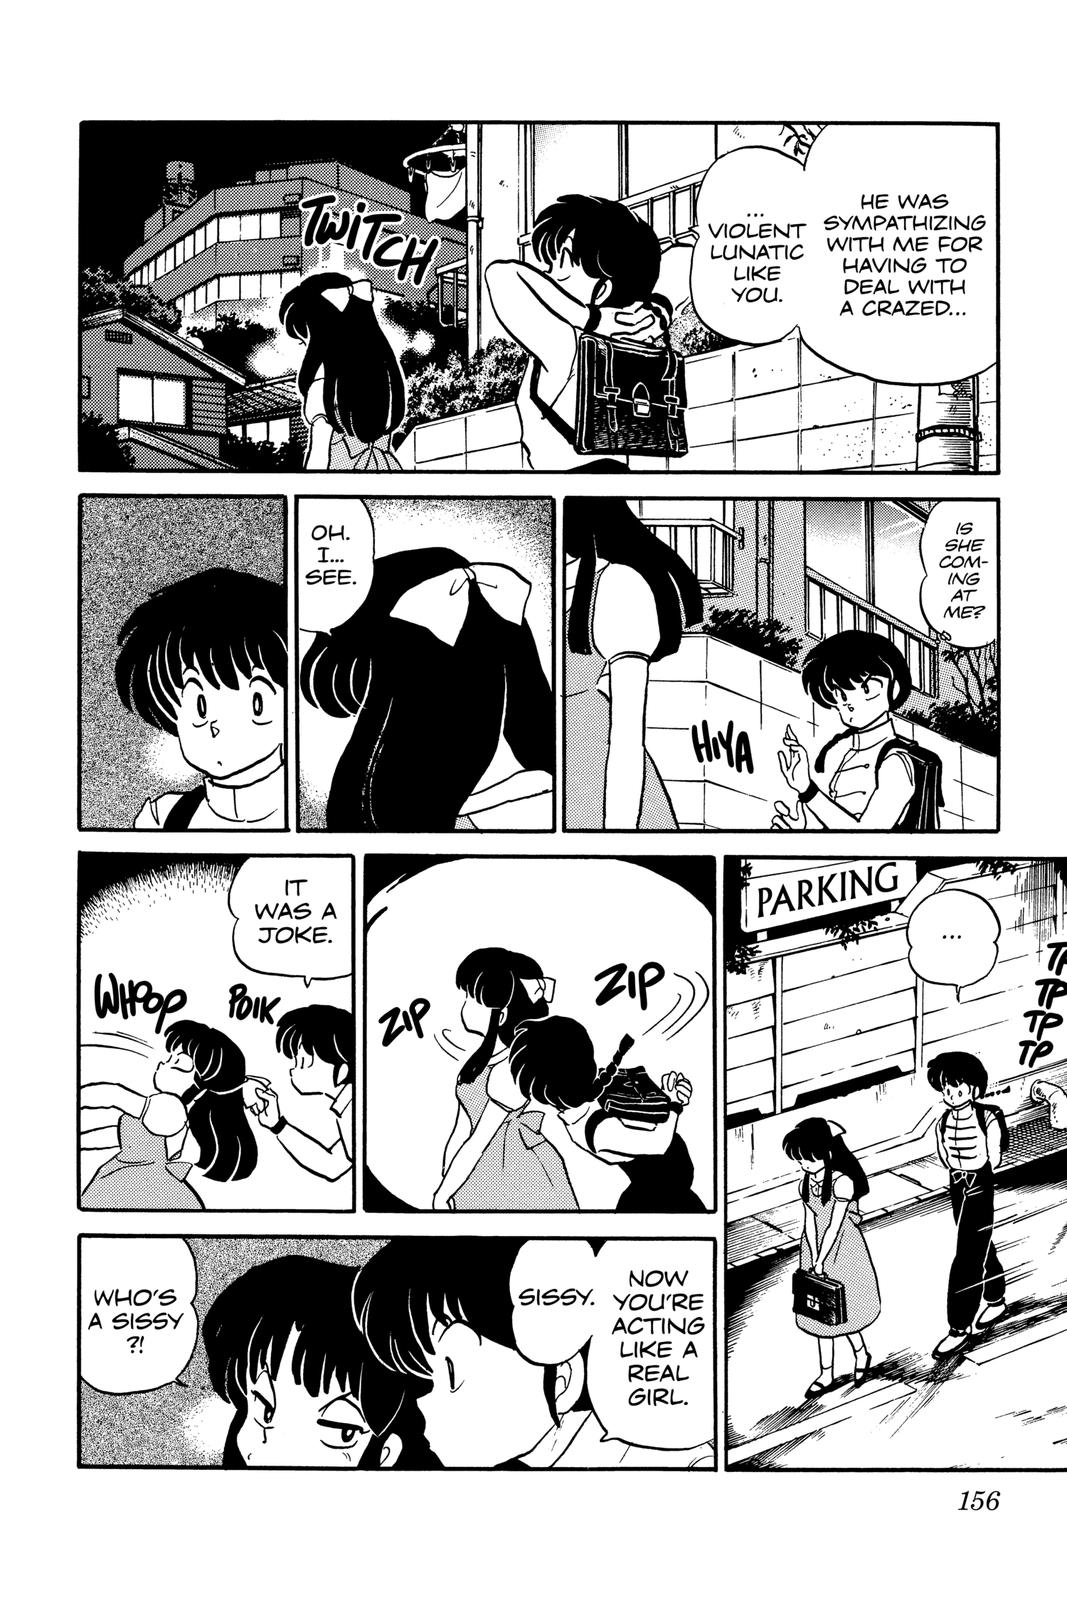 HE WAS
SYMPATHIZING
WITH ME FOR
HAVING TO
DEAL WITH
A CRAZED...
...
VIOLENT
LUNATIC
LIKE
YOU.
TWITCH
IS
SHE
COM-
ING
AT
ME?
HIYA
OH.
I...
SEE.
PARKING
...
TP
TP
TP
TP
ZIP
ZIP
IT
WAS A
JOKE.
POIK
WHOOP
NOW
YOU'RE
ACTING
LIKE A
REAL
GIRL.
SISSY.
WHO'S
A SISSY
?!
156